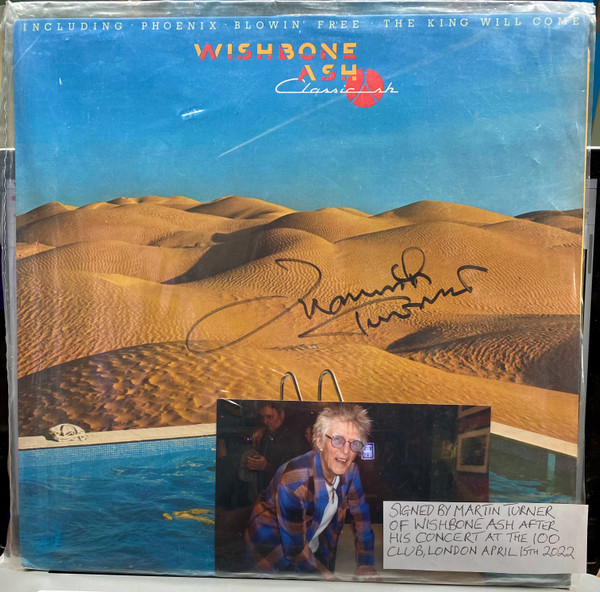 INCLUDING · PHOENIX · BLOWIN' FREE · THE KING WILL COME
WISHBONE
ASH
Classic Ash
Martin
Turner
SIGNED BY MARTIN TURNER
OF WISHBONE ASH AFTER
HIS CONCERT AT THE 100
CLUB, LONDON APRIL 15TH 2022